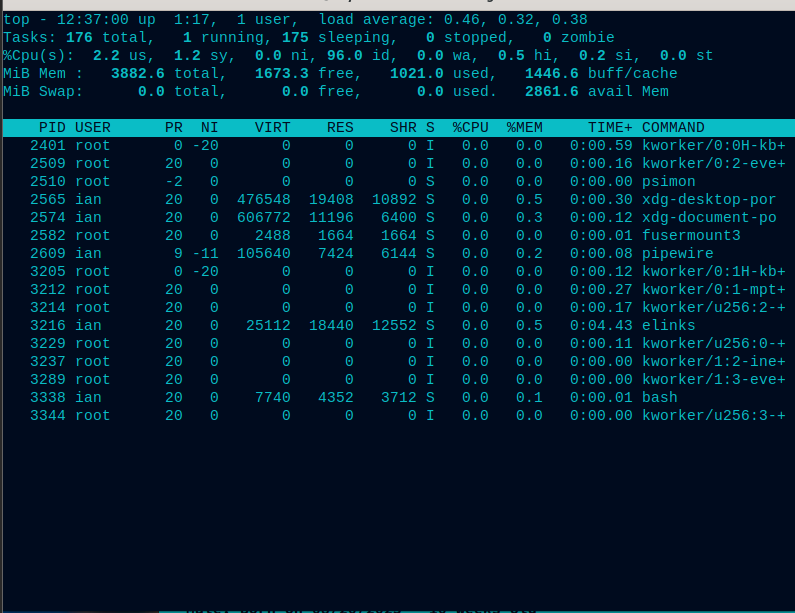 top - 12:37:00 up  1:17,  1 user,  load average: 0.46, 0.32, 0.38
Tasks: 176 total,   1 running, 175 sleeping,   0 stopped,   0 zombie
%Cpu(s):  2.2 us,  1.2 sy,  0.0 ni, 96.0 id,  0.0 wa,  0.5 hi,  0.2 si,  0.0 st
MiB Mem :   3882.6 total,   1673.3 free,   1021.0 used,   1446.6 buff/cache
MiB Swap:      0.0 total,      0.0 free,      0.0 used.   2861.6 avail Mem
PID USER      PR  NI    VIRT    RES    SHR S  %CPU  %MEM     TIME+ COMMAND
2401 root       0 -20       0      0      0 I   0.0   0.0   0:00.59 kworker/0:0H-kb+
2509 root      20   0       0      0      0 I   0.0   0.0   0:00.16 kworker/0:2-eve+
2510 root      -2   0       0      0      0 S   0.0   0.0   0:00.00 psimon
2565 ian       20   0  476548  19408  10892 S   0.0   0.5   0:00.30 xdg-desktop-por
2574 ian       20   0  606772  11196   6400 S   0.0   0.3   0:00.12 xdg-document-po
2582 root      20   0    2488   1664   1664 S   0.0   0.0   0:00.01 fusermount3
2609 ian        9 -11  105640   7424   6144 S   0.0   0.2   0:00.08 pipewire
3205 root       0 -20       0      0      0 I   0.0   0.0   0:00.12 kworker/0:1H-kb+
3212 root      20   0       0      0      0 I   0.0   0.0   0:00.27 kworker/0:1-mpt+
3214 root      20   0       0      0      0 I   0.0   0.0   0:00.17 kworker/u256:2-+
3216 ian       20   0   25112  18440  12552 S   0.0   0.5   0:04.43 elinks
3229 root      20   0       0      0      0 I   0.0   0.0   0:00.11 kworker/u256:0-+
3237 root      20   0       0      0      0 I   0.0   0.0   0:00.00 kworker/1:2-ine+
3289 root      20   0       0      0      0 I   0.0   0.0   0:00.00 kworker/1:3-eve+
3338 ian       20   0    7740   4352   3712 S   0.0   0.1   0:00.01 bash
3344 root      20   0       0      0      0 I   0.0   0.0   0:00.00 kworker/u256:3-+